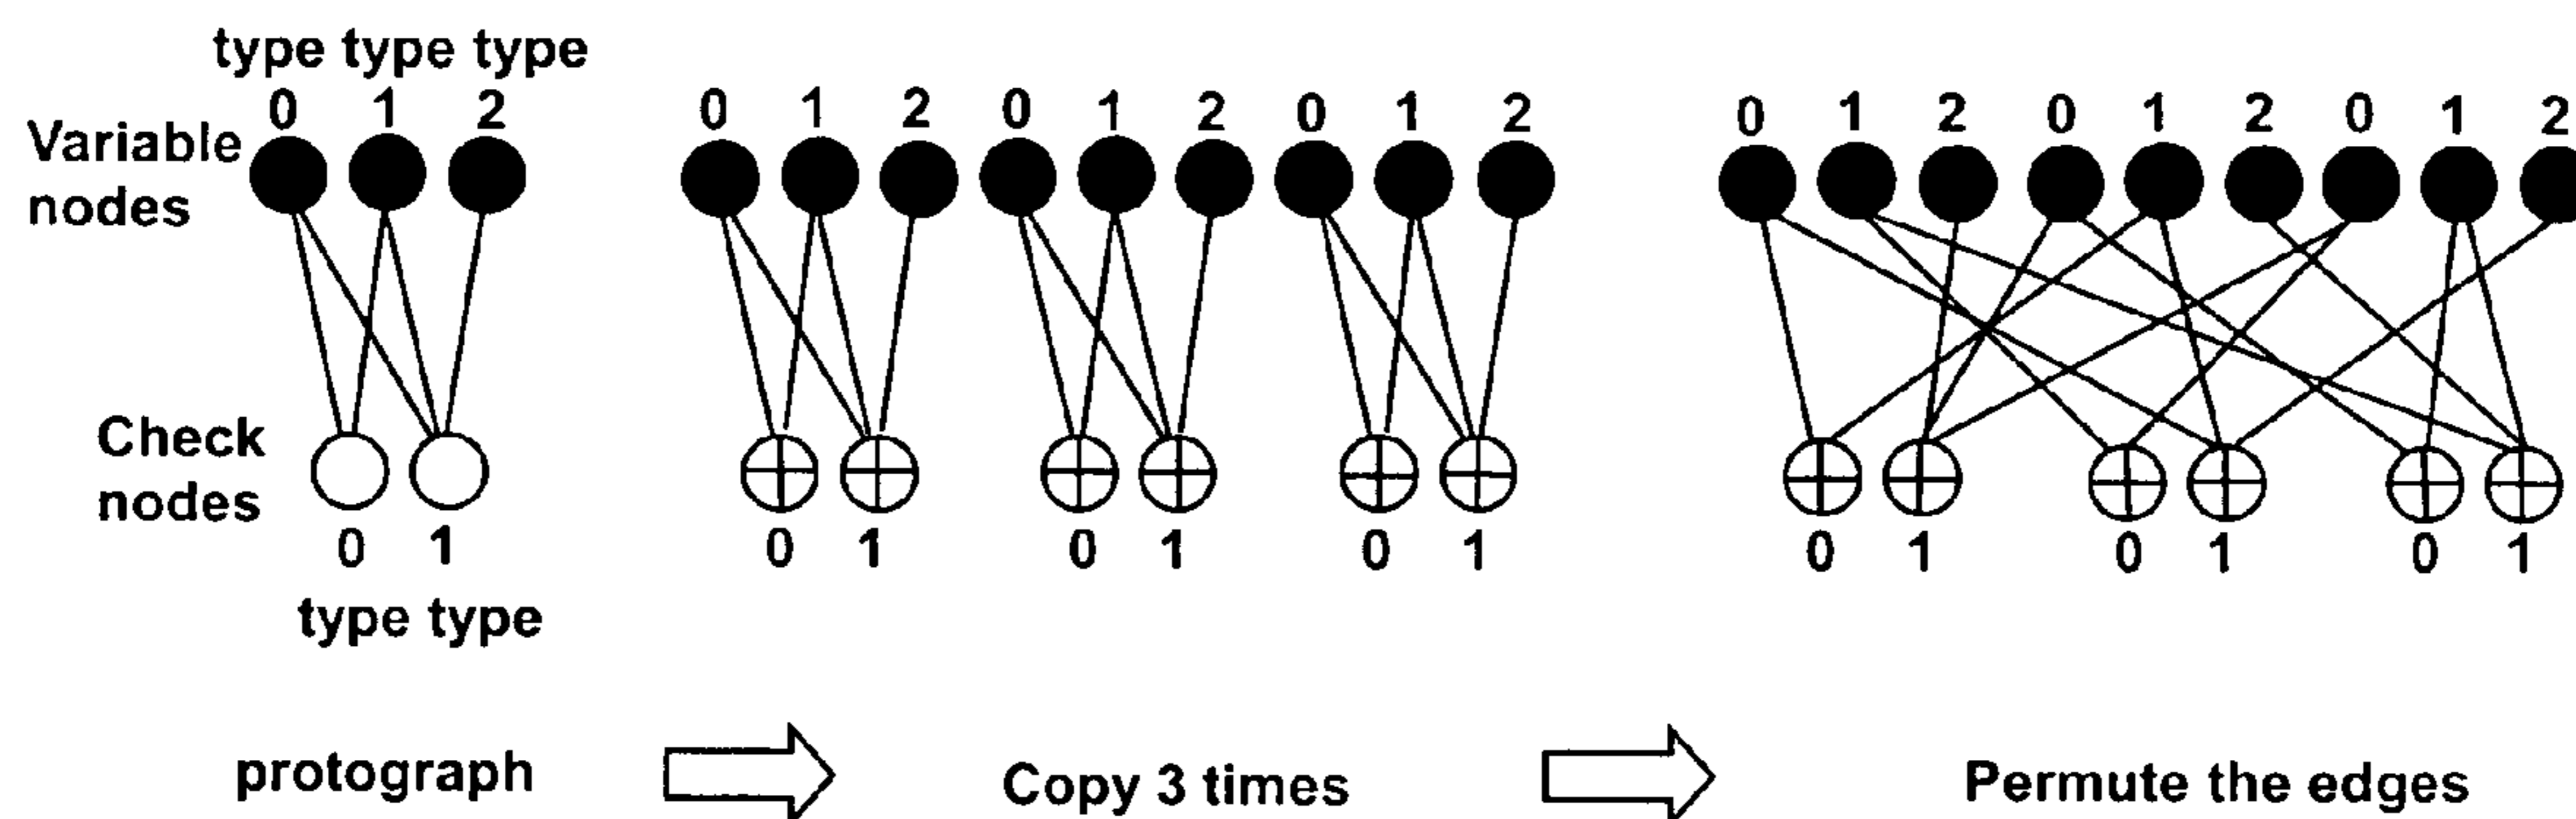 type type type
0 1 2 0 1 2 0 1 2 0 1 2 0 1 2 0 1 2 0 1 2
Variable
nodes
Check
nodes
0 1 0 1 0 1 0 1 0 1 0 1 0 1
type type
protograph Copy 3 times Permute the edges